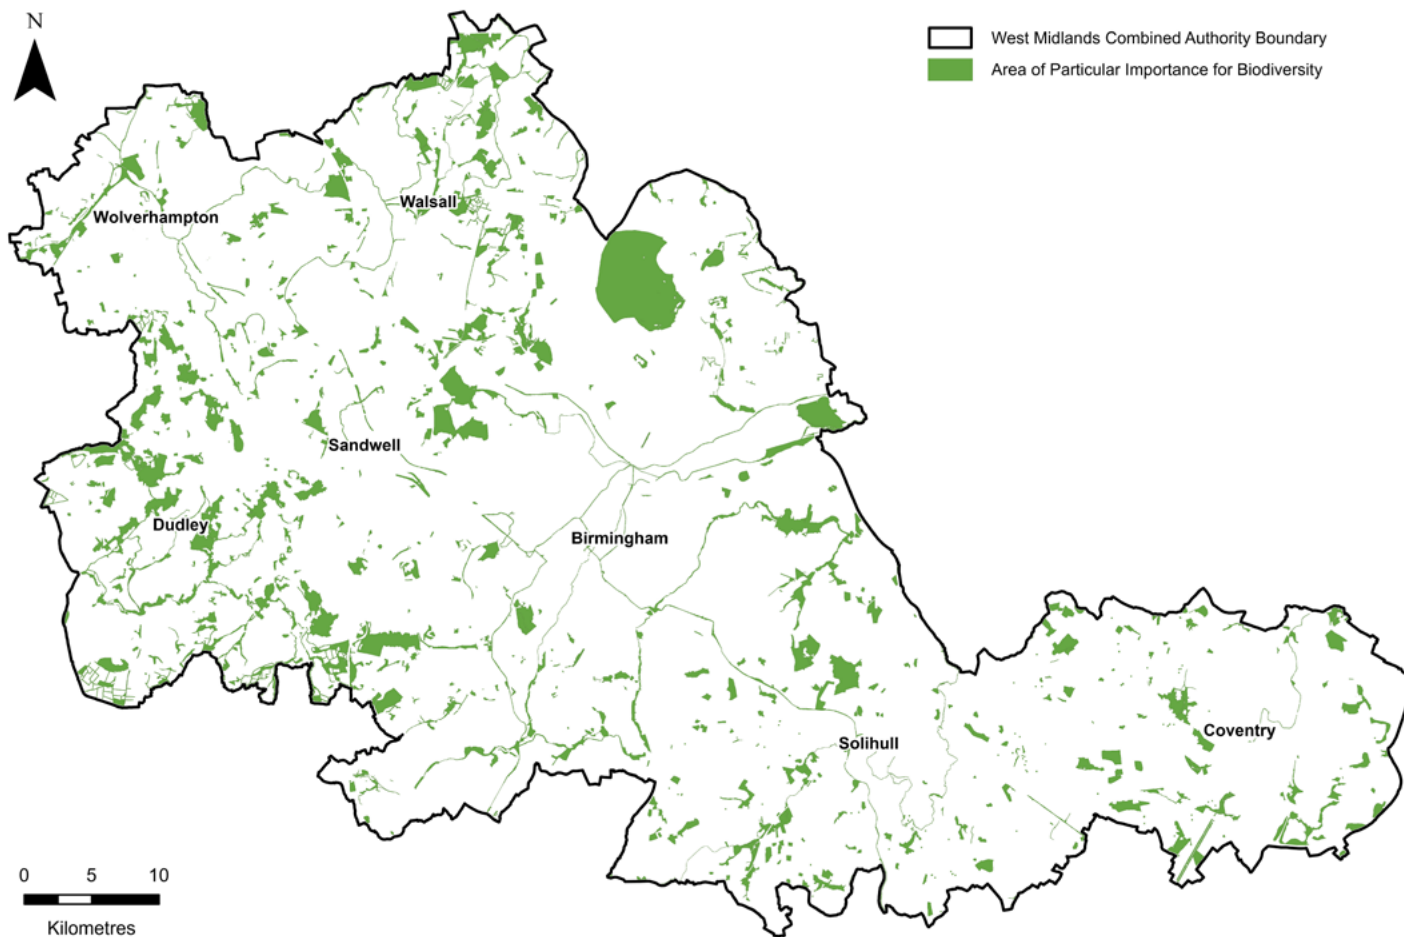 N
West Midlands Combined Authority Boundary
Area of Particular Importance for Biodiversity
Walsall
Wolverhampton
Sandwell
Dudley
Birmingham
Coventry
Solihull
0 5 10
Kilometres